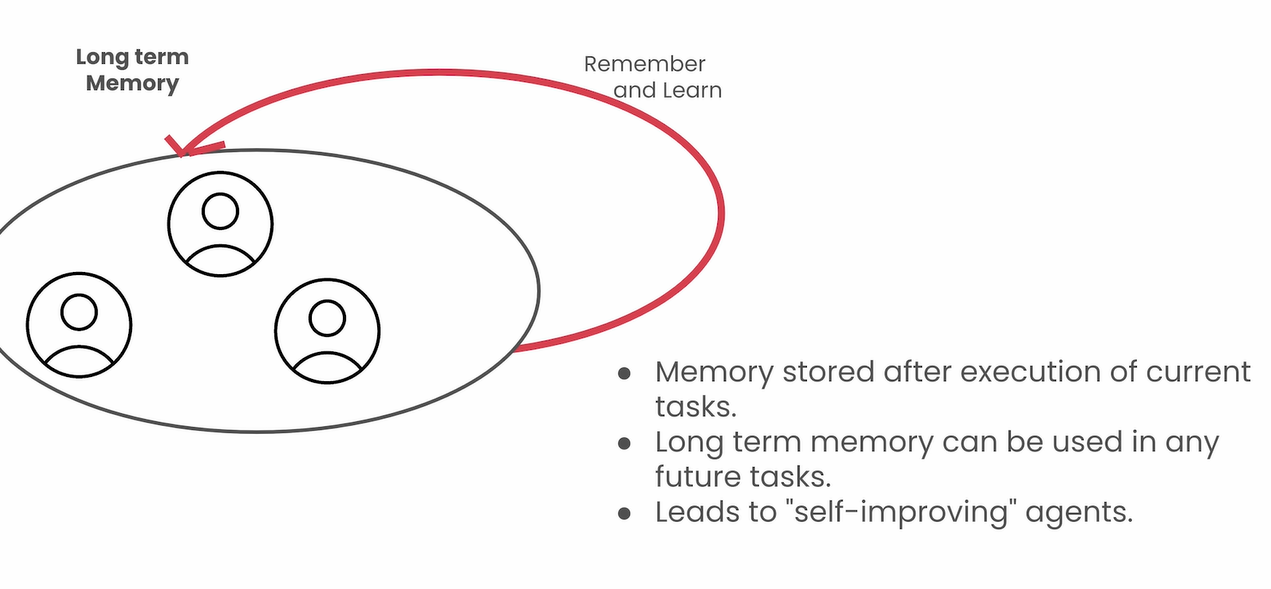 Long term
Memory
Remember
and Learn
● Memory stored after execution of current
tasks.
● Long term memory can be used in any
future tasks.
● Leads to "self-improving" agents.